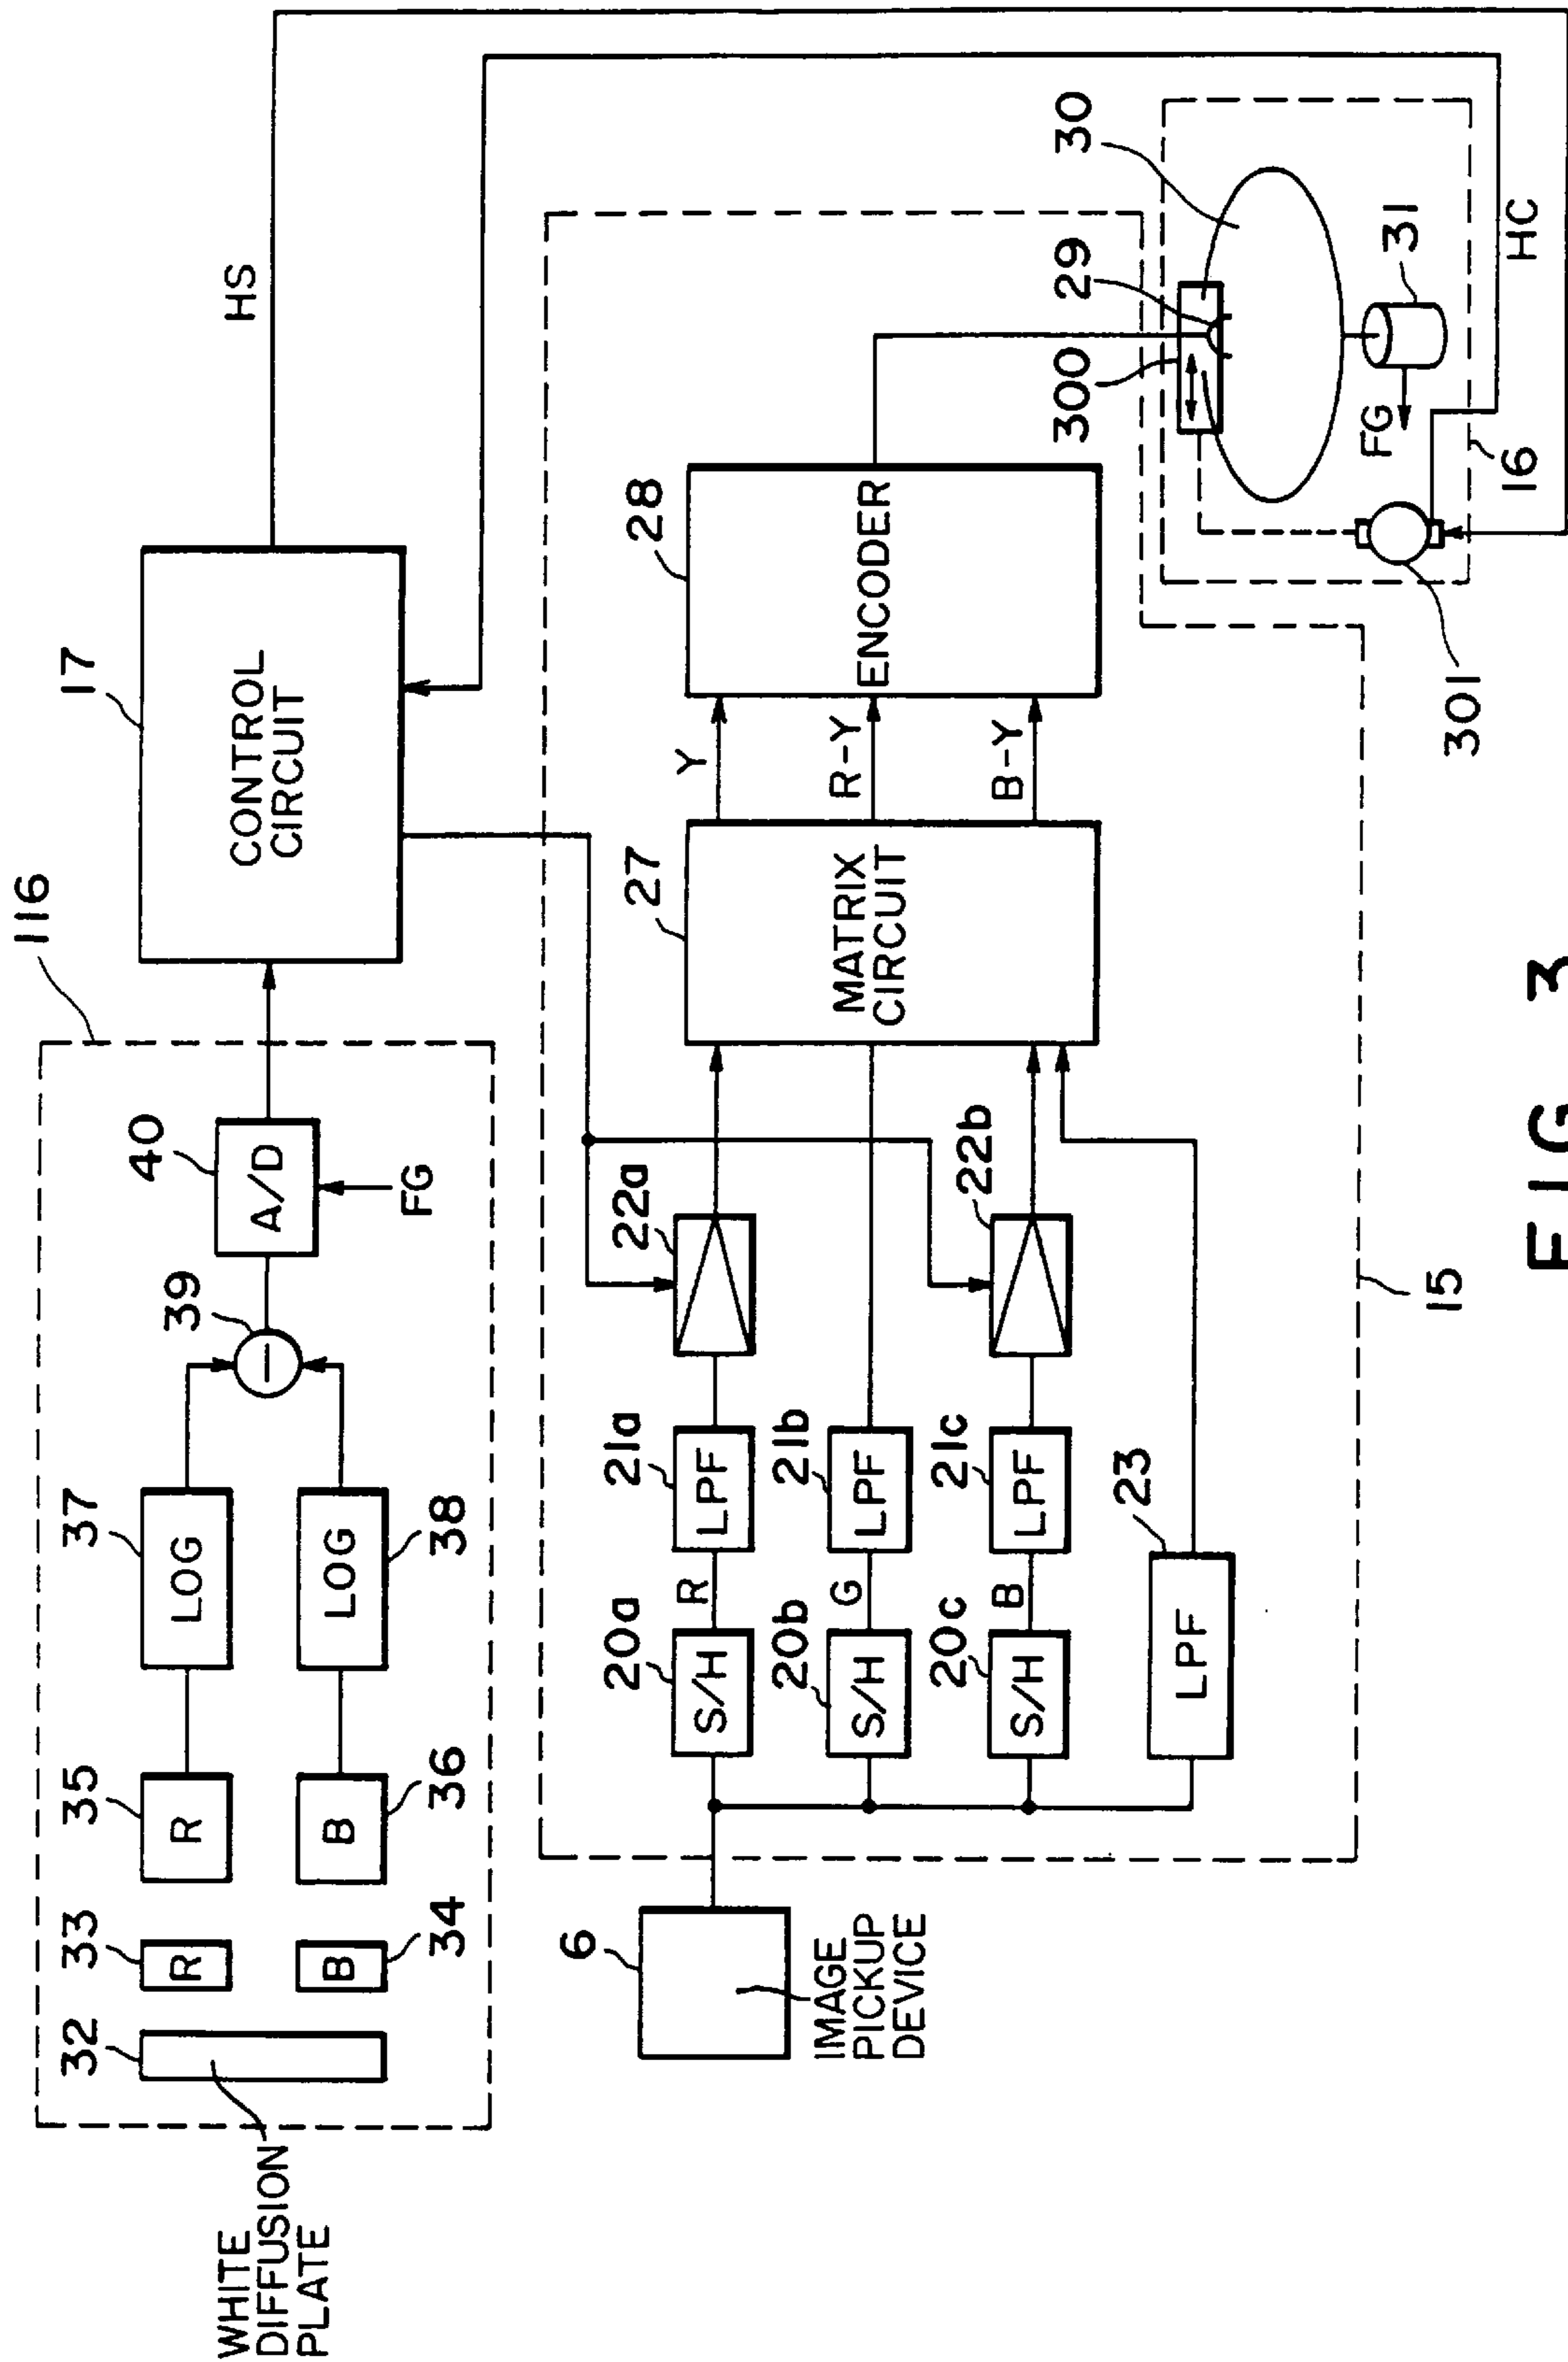 116
17
HS
32
33
35
37
39
40
R
R
LOG
A/D
CONTROL
CIRCUIT
B
B
LOG
34
36
38
FG
WHITE
DIFFUSION
PLATE
6
IMAGE
PICKUP
DEVICE
20a
21a
22a
27
28
S/H
R
LPF
Y
20b
21b
S/H
G
LPF
MATRIX
CIRCUIT
R-Y
ENCODER
20c
21c
22b
S/H
B
LPF
B-Y
23
LPF
15
300
29
30
31
FG
HC
16
301
FIG 3